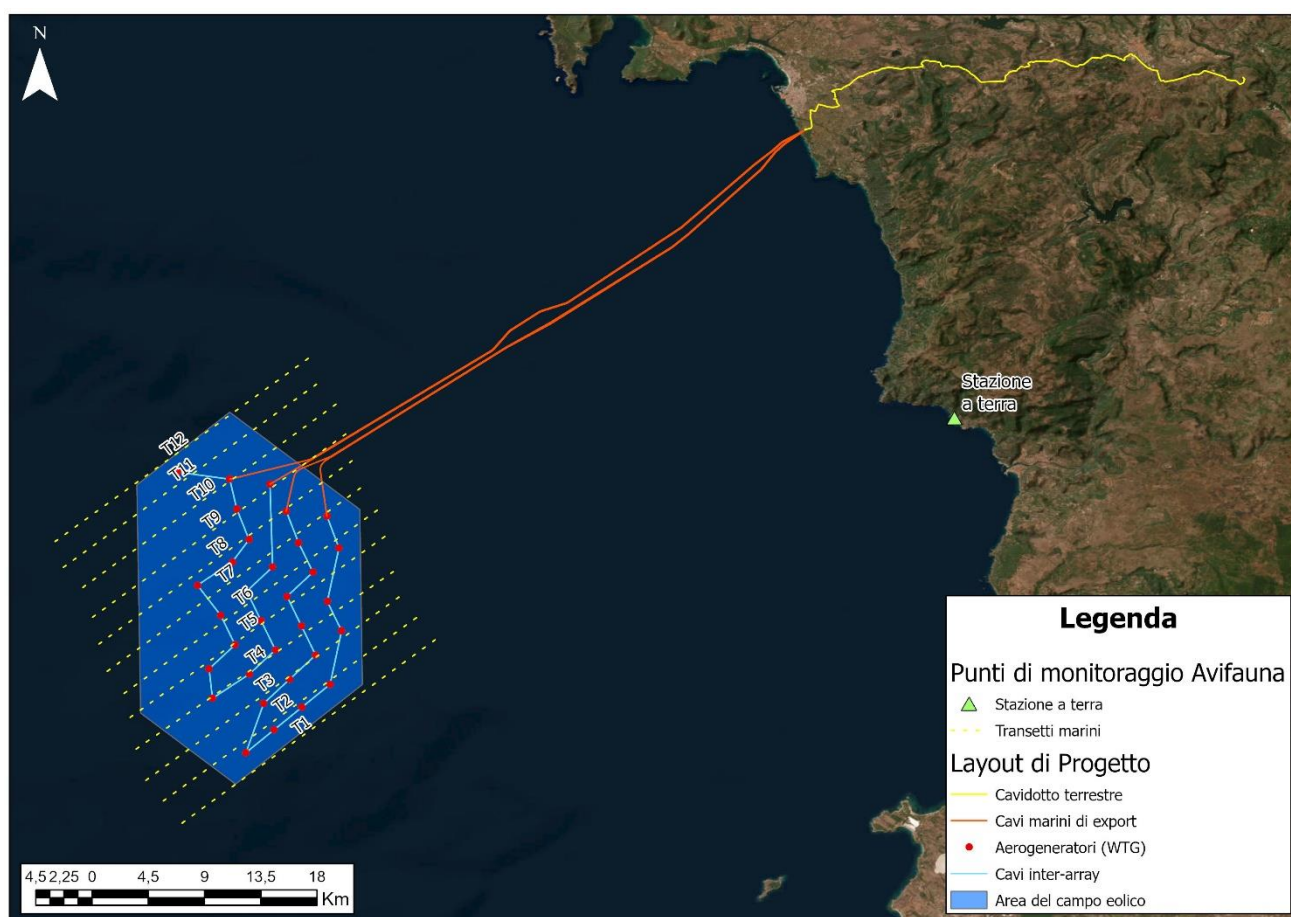 N
Stazione
a terra
T12
T11
T10
T9
T8
T7
T6
T5
T4
T3
T2
T1
Legenda
Punti di monitoraggio Avifauna
Stazione a terra
Transetti marini
Layout di Progetto
Cavidotto terrestre
Cavi marini di export
Aerogeneratori (WTG)
Cavi inter-array
Area del campo eolico
4,5 2,25 0 4,5 9 13,5 18
Km